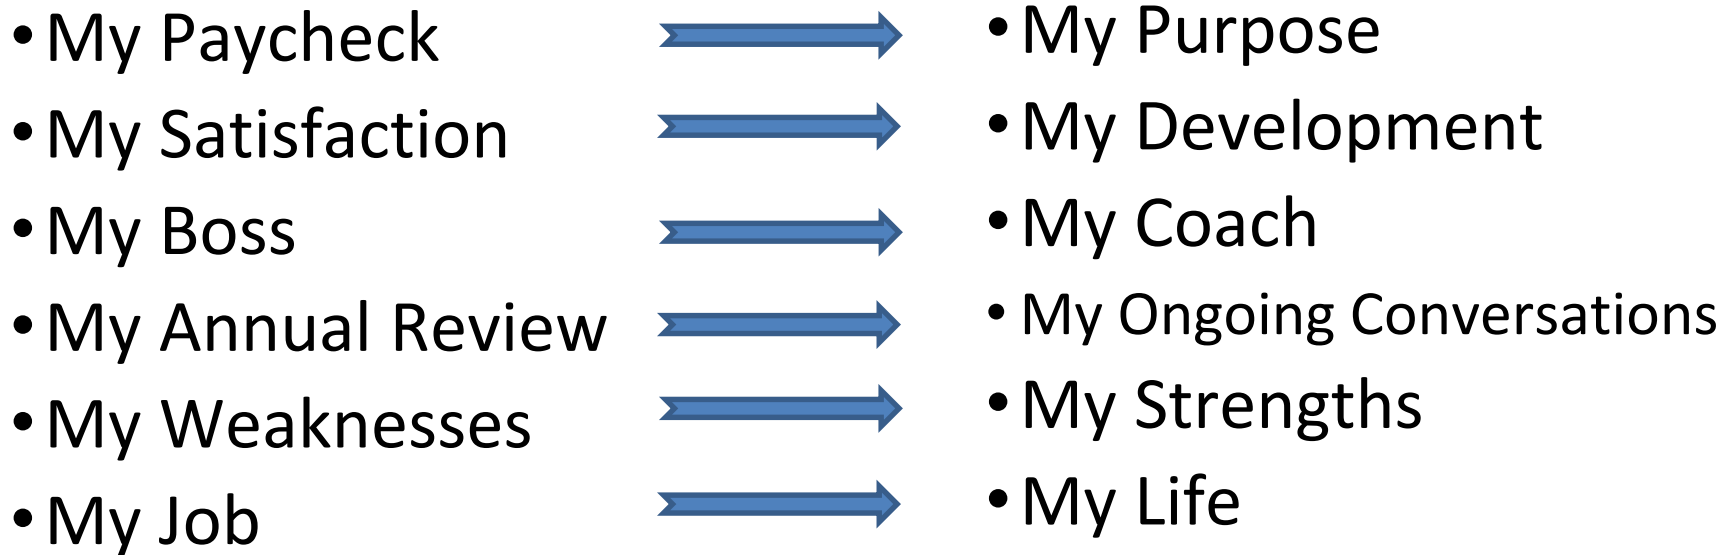 • My Paycheck
• My Satisfaction
• My Boss
• My Annual Review
• My Weaknesses
• My Job
• My Purpose
• My Development
• My Coach
• My Ongoing Conversations
• My Strengths
• My Life